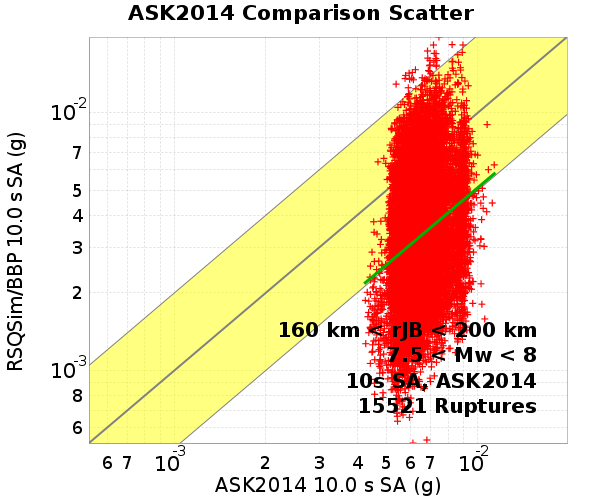 ASK2014 Comparison Scatter
RSQSim/BBP 10.0 s SA (g)
10-2
7
5
4
3
2
10-3
8
6
6 7 10-3 2 3 4 5 6 7 10-2
ASK2014 10.0 s SA (g)
160 km < rJB < 200 km
7.5 < Mw < 8
10s SA, ASK2014
15521 Ruptures